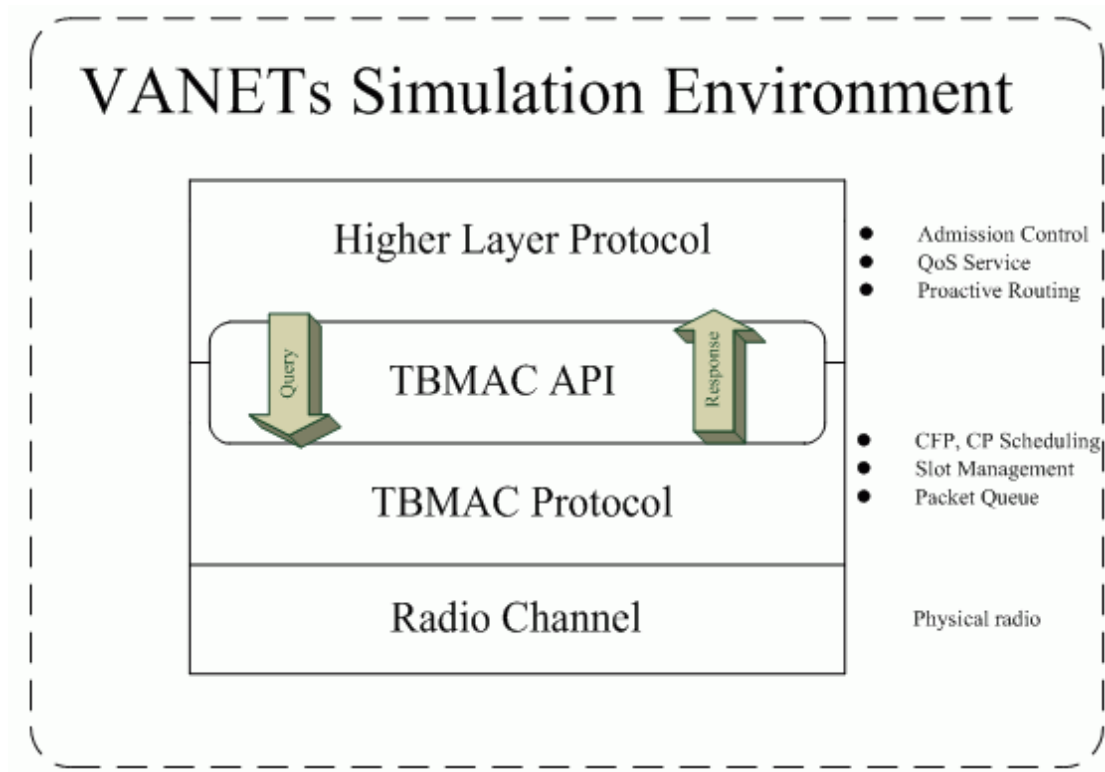 VANETs Simulation Environment
Higher Layer Protocol
Admission Control
QoS Service
Proactive Routing
Query
TBMAC API
Response
CFP, CP Scheduling
Slot Management
Packet Queue
TBMAC Protocol
Radio Channel
Physical radio